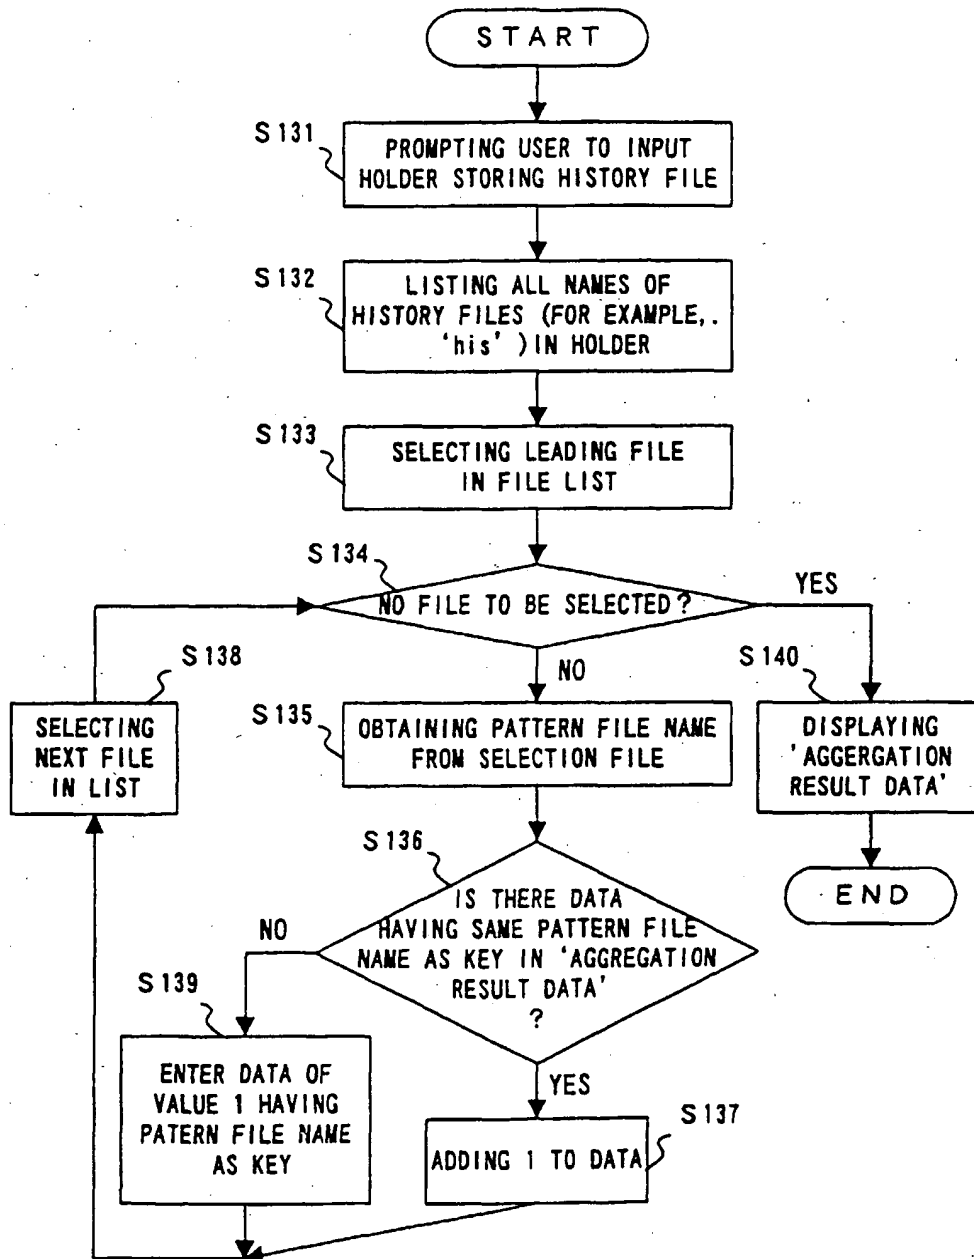 START
S131
PROMPTING USER TO INPUT
HOLDER STORING HISTORY FILE
S132
LISTING ALL NAMES OF
HISTORY FILES (FOR EXAMPLE,.
'his' )IN HOLDER
S133
SELECTING LEADING FILE
IN FILE LIST
S134
NO FILE TO BE SELECTED?
YES
NO
S138
SELECTING
NEXT FILE
IN LIST
S135
OBTAINING PATTERN FILE NAME
FROM SELECTION FILE
S140
DISPLAYING
'AGGERGATION
RESULT DATA'
END
S136
IS THERE DATA
HAVING SAME PATTERN FILE
NAME AS KEY IN 'AGGREGATION
RESULT DATA'
?
NO
YES
S139
ENTER DATA OF
VALUE 1 HAVING
PATERN FILE NAME
AS KEY
S137
ADDING 1 TO DATA